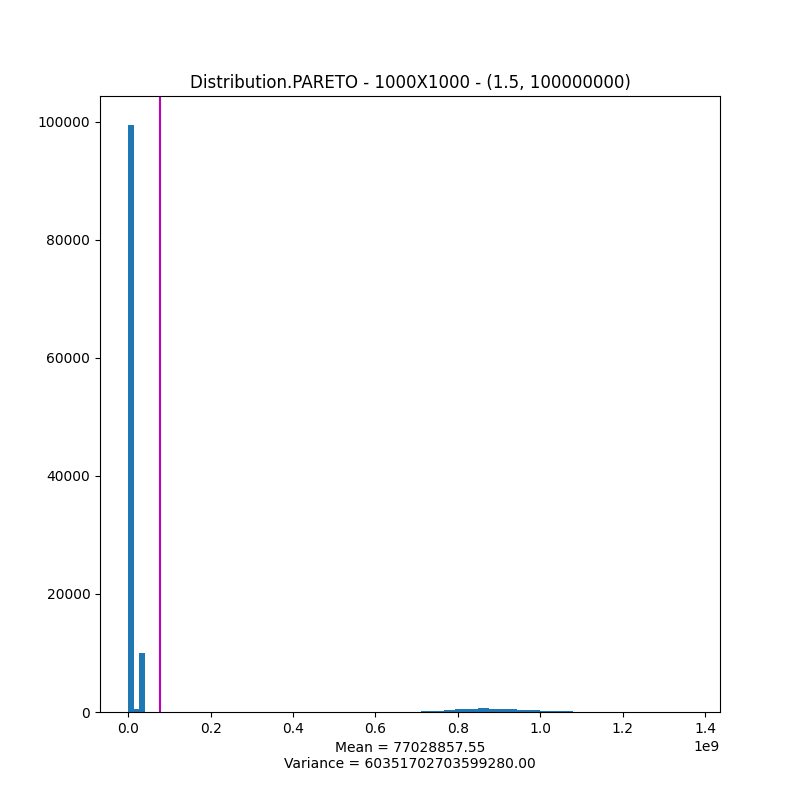 Distribution.PARETO - 1000X1000 - (1.5, 100000000)
100000
80000
60000
40000
20000
0
0.0 0.2 0.4 0.6 0.8 1.0 1.2 1.4
1e9
Mean = 77028857.55
Variance = 60351702703599280.00